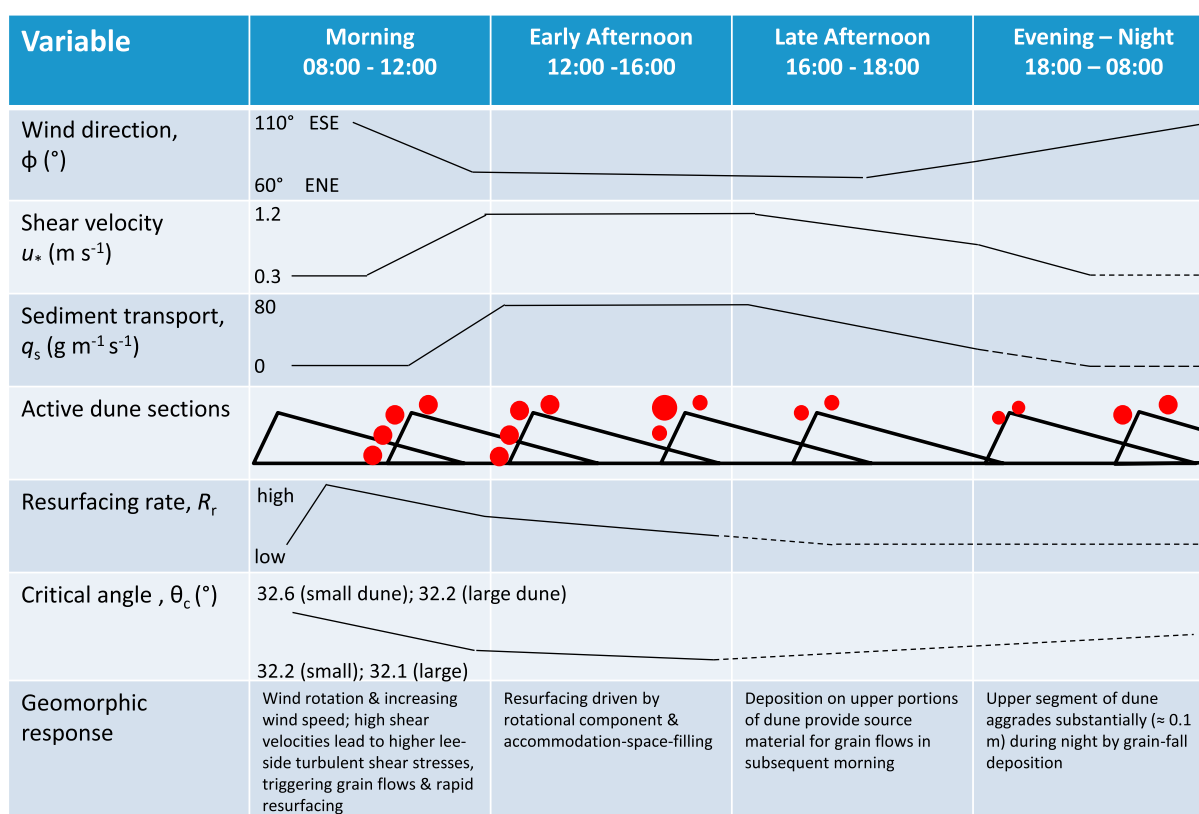 Variable
Morning
08:00 - 12:00
Early Afternoon
12:00 -16:00
Late Afternoon
16:00 - 18:00
Evening – Night
18:00 – 08:00
Wind direction,
ϕ (°)
110° ESE
60° ENE
Shear velocity
u* (m s-1)
1.2
0.3
Sediment transport,
qs (g m-1 s-1)
80
0
Active dune sections
Resurfacing rate, Rr
high
low
Critical angle , θc (°)
32.6 (small dune); 32.2 (large dune)
32.2 (small); 32.1 (large)
Geomorphic
response
Wind rotation & increasing
wind speed; high shear
velocities lead to higher lee-
side turbulent shear stresses,
triggering grain flows & rapid
resurfacing
Resurfacing driven by
rotational component &
accommodation-space-filling
Deposition on upper portions
of dune provide source
material for grain flows in
subsequent morning
Upper segment of dune
aggrades substantially (≈ 0.1
m) during night by grain-fall
deposition